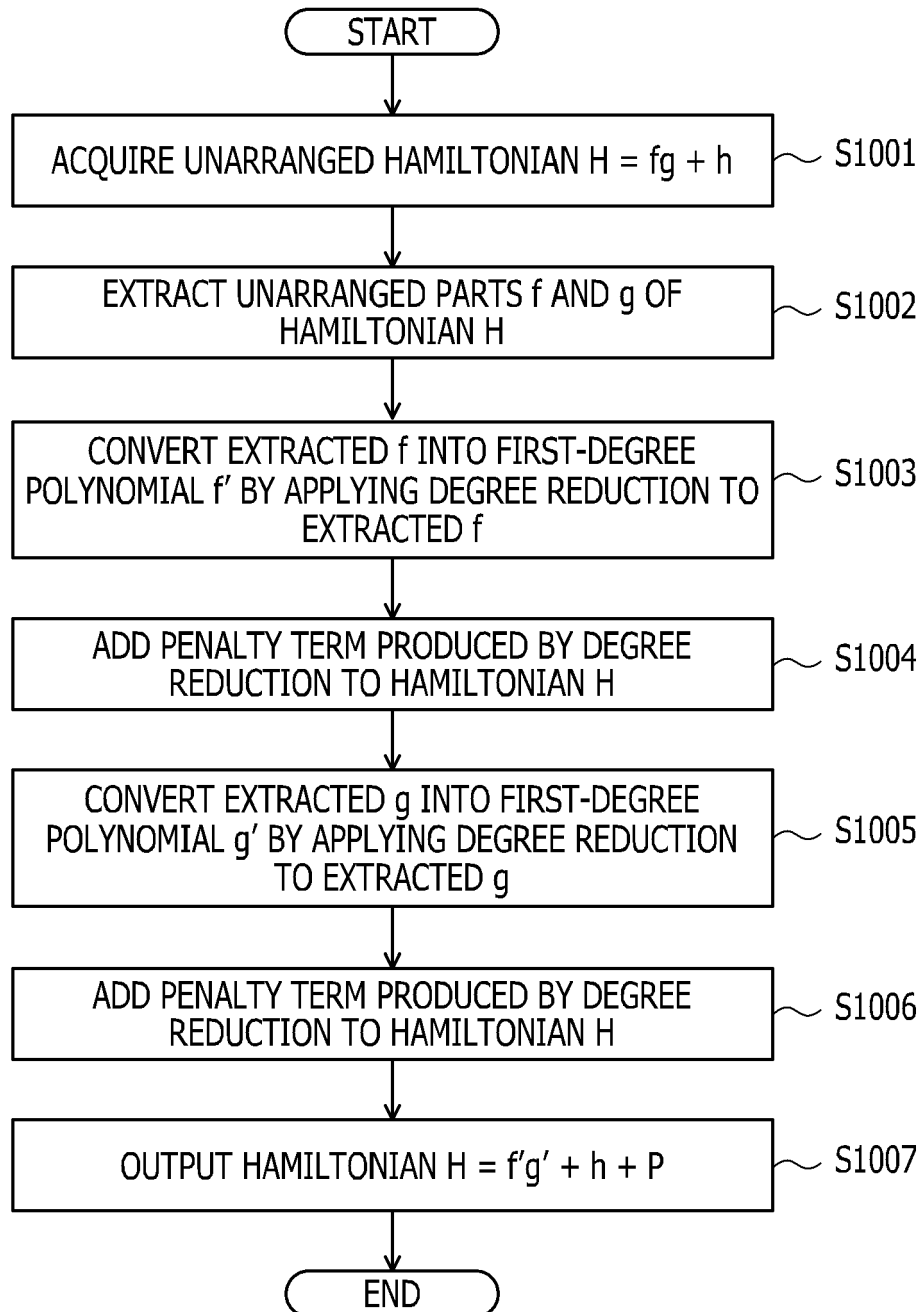 START
ACQUIRE UNARRANGED HAMILTONIAN H = fg + h
S1001
EXTRACT UNARRANGED PARTS f AND g OF
HAMILTONIAN H
S1002
CONVERT EXTRACTED f INTO FIRST-DEGREE
POLYNOMIAL f' BY APPLYING DEGREE REDUCTION TO
EXTRACTED f
S1003
ADD PENALTY TERM PRODUCED BY DEGREE
REDUCTION TO HAMILTONIAN H
S1004
CONVERT EXTRACTED g INTO FIRST-DEGREE
POLYNOMIAL g' BY APPLYING DEGREE REDUCTION
TO EXTRACTED g
S1005
ADD PENALTY TERM PRODUCED BY DEGREE
REDUCTION TO HAMILTONIAN H
S1006
OUTPUT HAMILTONIAN H = f'g' + h + P
S1007
END